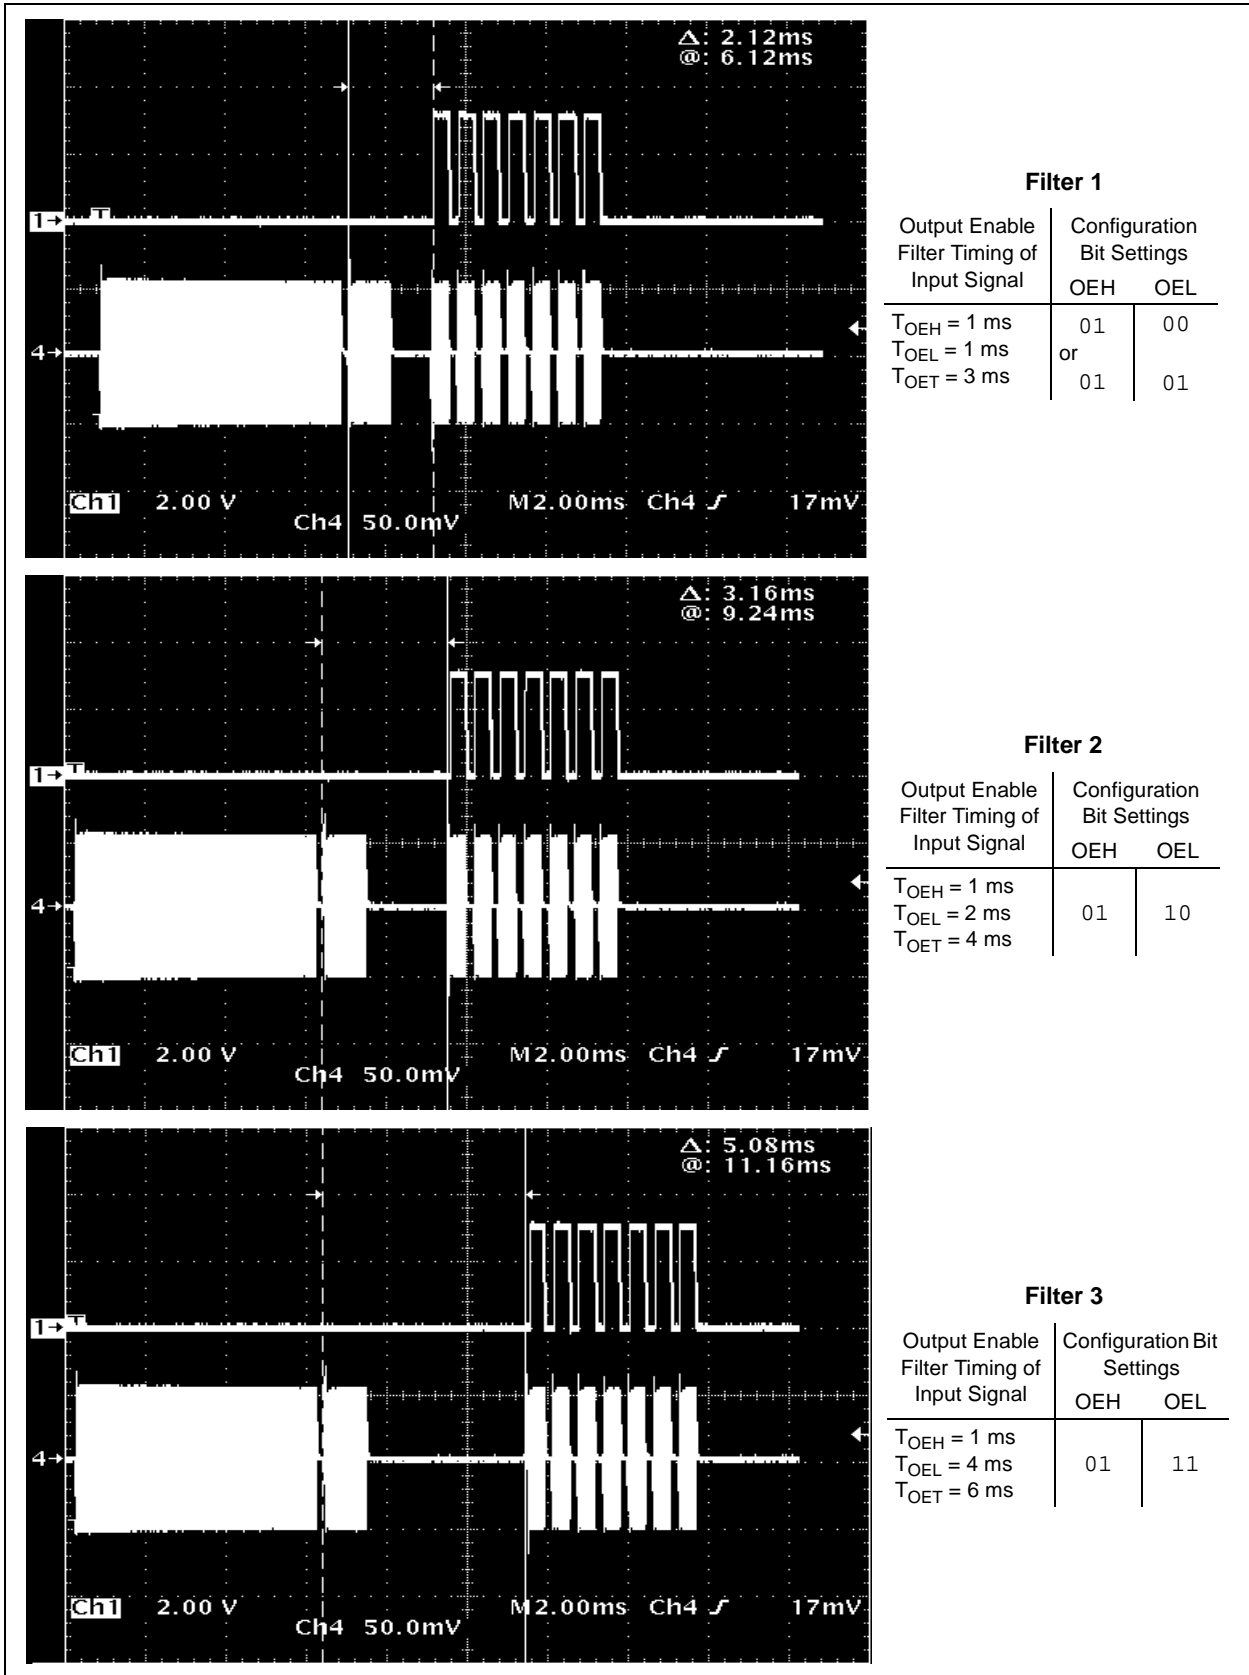 Δ: 2.12ms
@: 6.12ms
1→
T
4→
Ch1 2.00 V M2.00ms Ch4 17mV
Ch4 50.0mV
Filter 1
Output Enable Filter Timing of Input Signal
Configuration Bit Settings
OEH OEL
TOEH = 1 ms 01 00
TOEL = 1 ms or
TOET = 3 ms 01 01
Δ: 3.16ms
@: 9.24ms
1→
T
4→
Ch1 2.00 V M2.00ms Ch4 17mV
Ch4 50.0mV
Filter 2
Output Enable Filter Timing of Input Signal
Configuration Bit Settings
OEH OEL
TOEH = 1 ms
TOEL = 2 ms 01 10
TOET = 4 ms
Δ: 5.08ms
@: 11.16ms
1→
T
4→
Ch1 2.00 V M2.00ms Ch4 17mV
Ch4 50.0mV
Filter 3
Output Enable Filter Timing of Input Signal
Configuration Bit Settings
OEH OEL
TOEH = 1 ms
TOEL = 4 ms 01 11
TOET = 6 ms